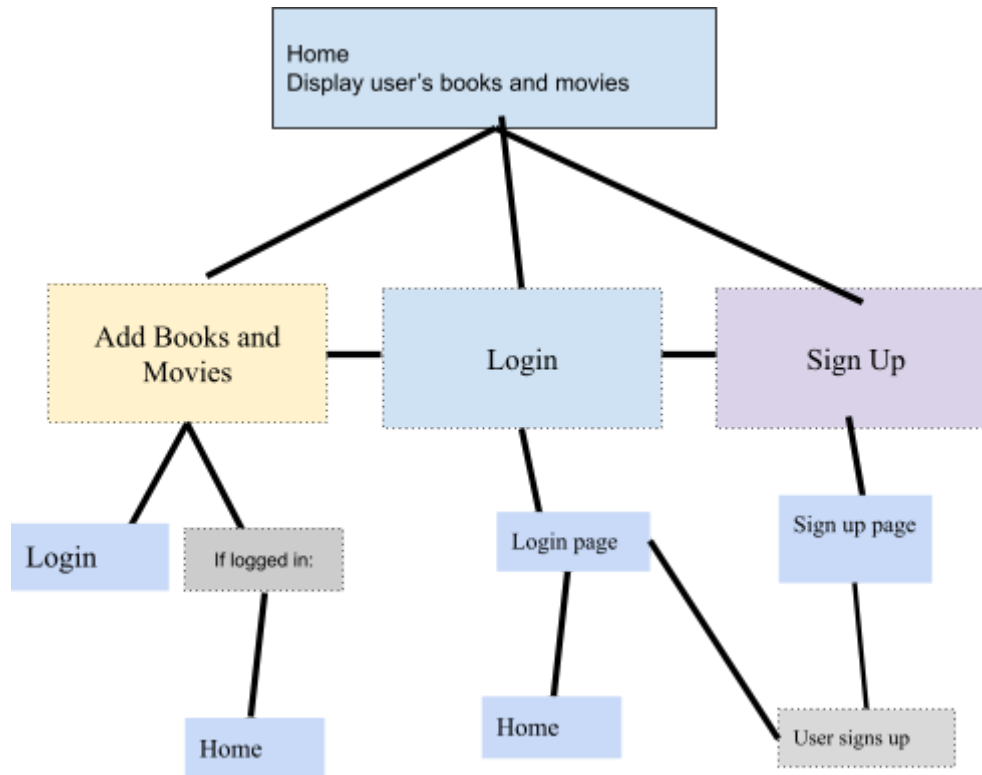 Home
Display user's books and movies
Add Books and
Movies
Login
Sign Up
Login
If logged in:
Login page
Sign up page
Home
Home
User signs up